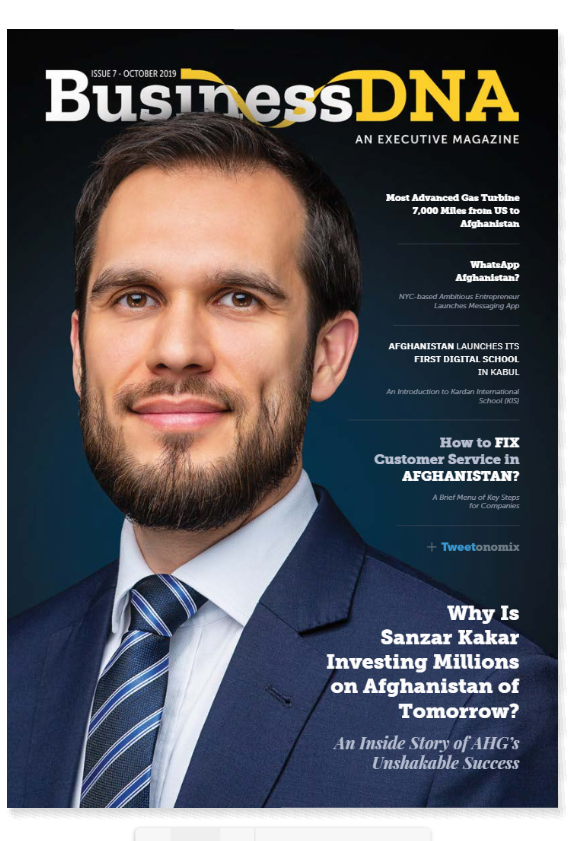 ISSUE 7 - OCTOBER 2019
BusinessDNA
AN EXECUTIVE MAGAZINE
Most Advanced Gas Turbine
7,000 Miles from US to
Afghanistan
WhatsApp
Afghanistan?
NYC-based Ambitious Entrepreneur
Launches Messaging App
AFGHANISTAN LAUNCHES ITS
FIRST DIGITAL SCHOOL
IN KABUL
An Introduction to Kardan International
School (KIS)
How to FIX
Customer Service in
AFGHANISTAN?
A Brief Menu of Key Steps
for Companies
+ Tweetonomix
Why Is
Sanzar Kakar
Investing Millions
on Afghanistan of
Tomorrow?
An Inside Story of AHG's
Unshakable Success